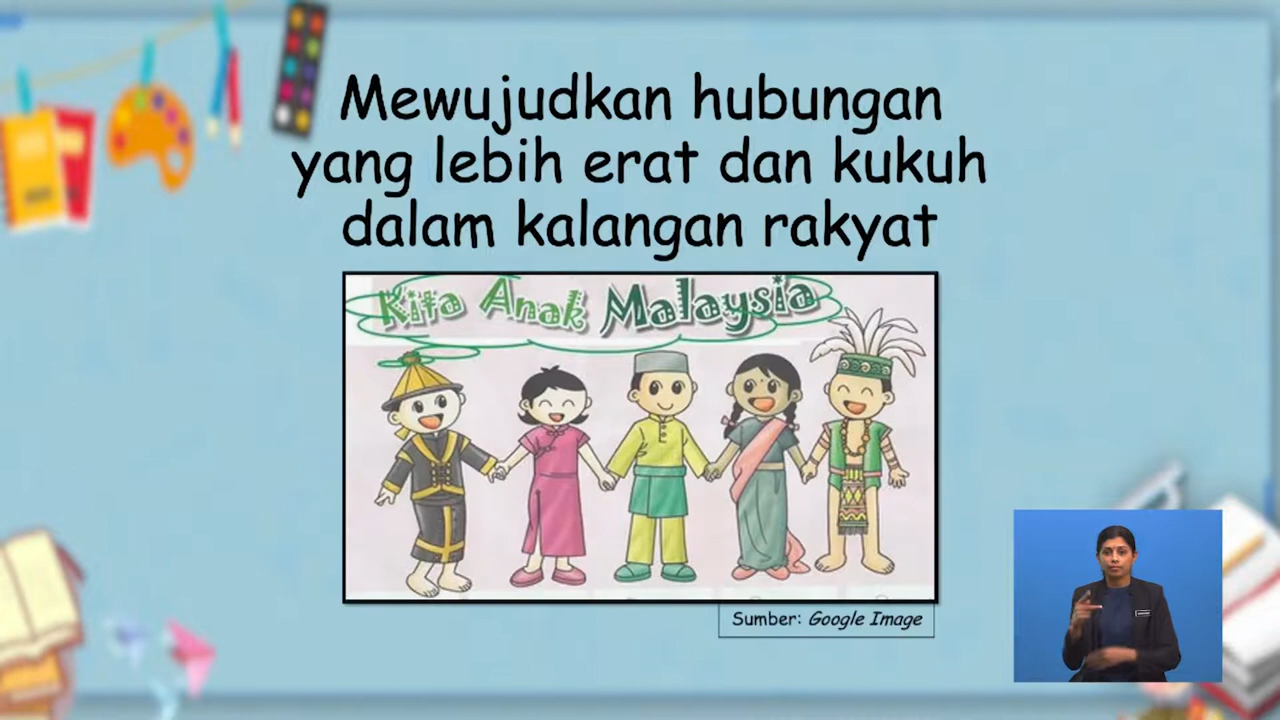 Mewujudkan hubungan
yang lebih erat dan kukuh
dalam kalangan rakyat
Kita Anak Malaysia
Sumber: Google Image